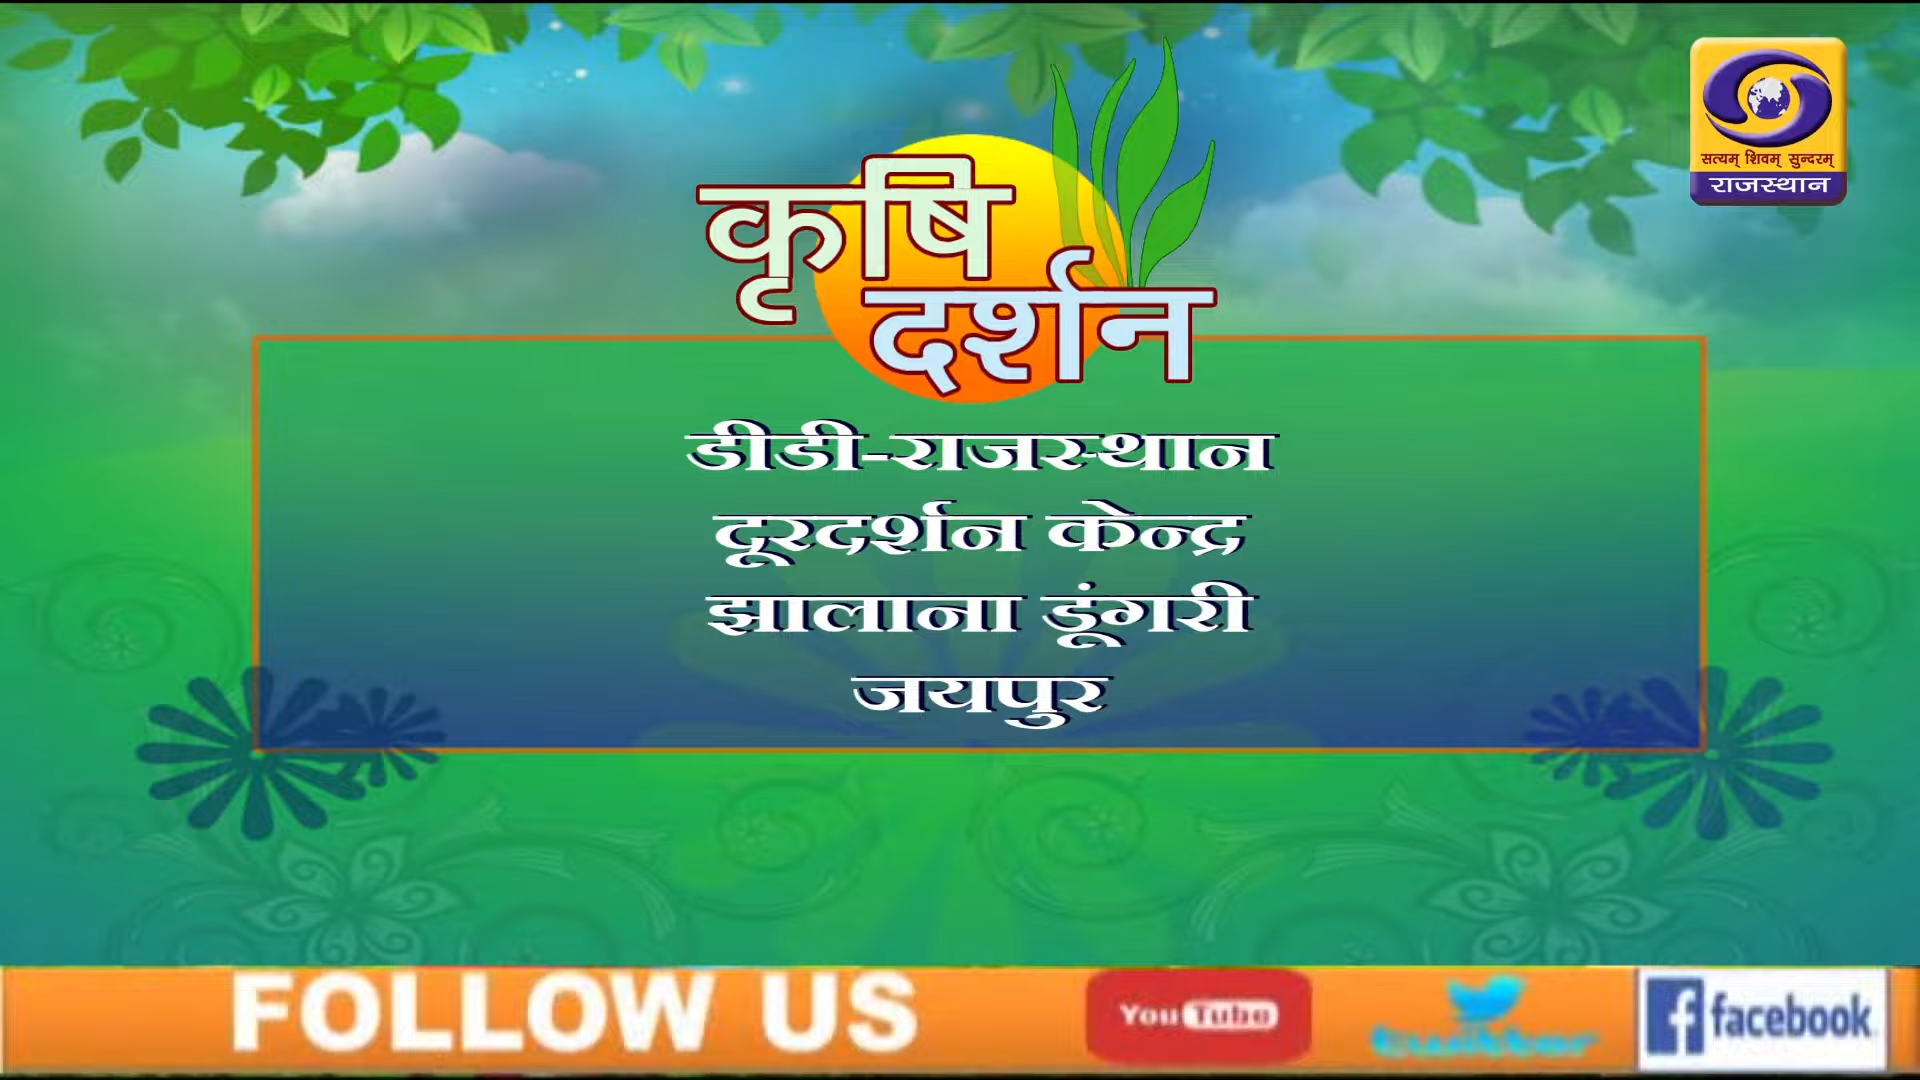 सत्यम् शिवम् सुन्दरम्
राजस्थान
कृषि
दर्शन
डीडी-राजस्थान
दूरदर्शन केन्द्र
झालाना डूंगरी
जयपुर
FOLLOW US YouTube twitter facebook